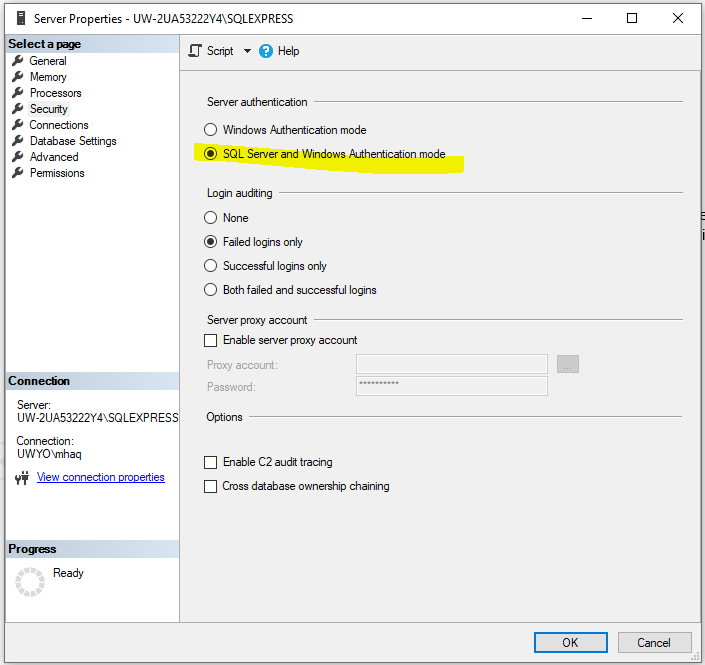 Server Properties - UW-2UA53222Y4\SQLEXPRESS
Select a page
General
Memory
Processors
Security
Connections
Database Settings
Advanced
Permissions
Connection
Server:
UW-2UA53222Y4\SQLEXPRESS
Connection:
UWYO\mhaq
View connection properties
Progress
Ready
Script
Help
Server authentication
Windows Authentication mode
SQL Server and Windows Authentication mode
Login auditing
None
Failed logins only
Successful logins only
Both failed and successful logins
Server proxy account
Enable server proxy account
Proxy account:
...
Password:
**********
Options
Enable C2 audit tracing
Cross database ownership chaining
OK
Cancel